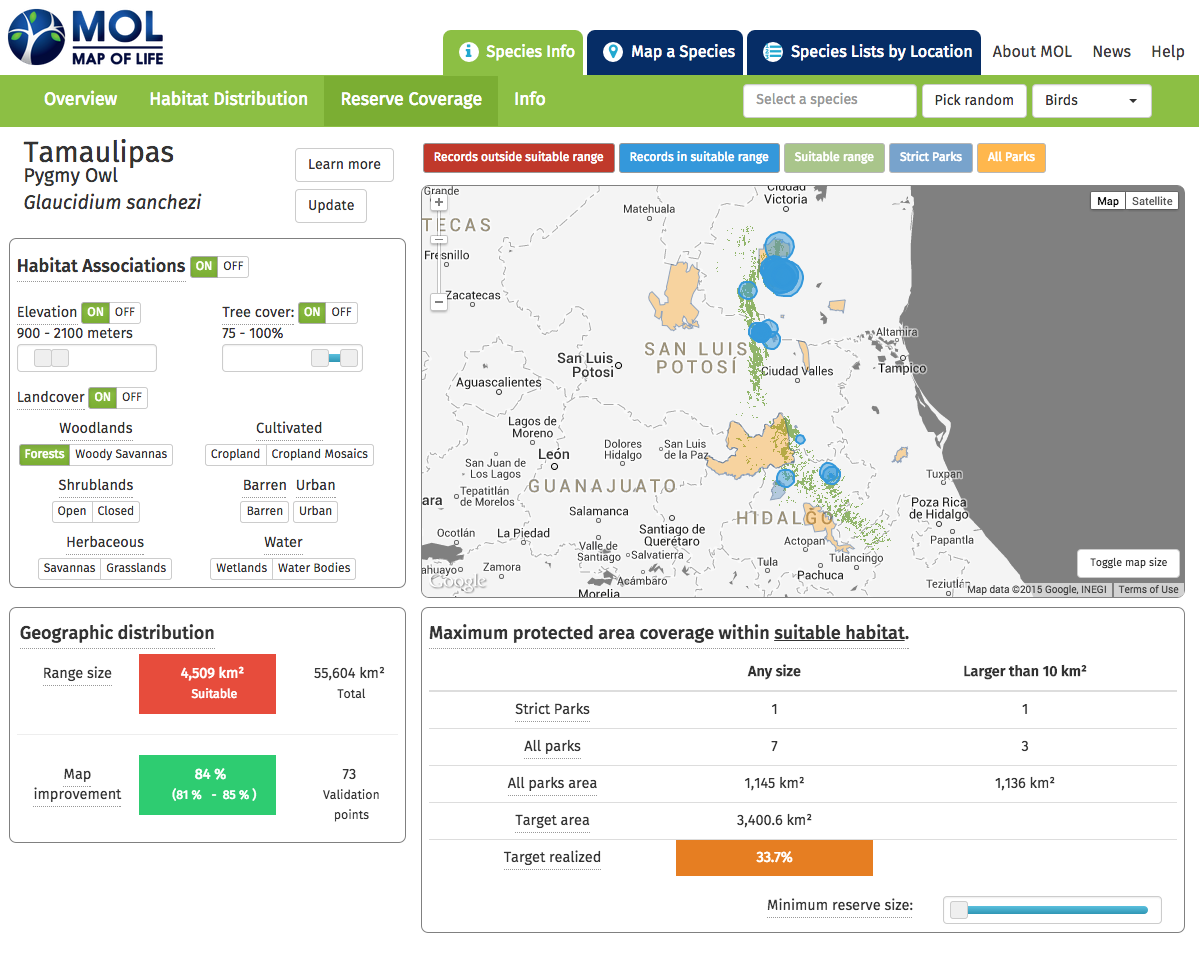 MOL
MAP OF LIFE
Species Info
Map a Species
Species Lists by Location
About MOL
News
Help
Overview
Habitat Distribution
Reserve Coverage
Info
Select a species
Pick random
Birds
Tamaulipas
Pygmy Owl
Glaucidium sanchezi
Learn more
Update
Habitat Associations ON OFF
Elevation ON OFF
900 - 2100 meters
Tree cover: ON OFF
75 - 100%
Landcover ON OFF
Woodlands
Forests Woody Savannas
Cultivated
Cropland Cropland Mosaics
Shrublands
Open Closed
Barren Urban
Barren Urban
Herbaceous
Savannas Grasslands
Water
Wetlands Water Bodies
Records outside suitable range
Records in suitable range
Suitable range
Strict Parks
All Parks
Grande
TECAS
Fresnillo
Zacatecas
Matehuala
Ciudad
Victoria
Map Satellite
SAN LUIS
POTOSÍ
San Luis
Potosi
Aguascalientes
Ciudad Valles
Altamira
Tampico
Lagos de
Moreno
León
Dolores
Hidalgo
San Luis
de la Paz
San Juan de
Los Lagos
GUANAJUATO
Tepatitlán
de Morelos
ara
Salamanca
Ocotlán
La Piedad
Santiago de
Querétaro
Valle de
Santiago
Salvatierra
Zamora
ahuayo
Acámbaro
Morelia
HIDALGO
Actopan
Tula
Tulancingo
Pachuca
Tuxpan
Poza Rica
de Hidalgo
Papantla
Teziutlán
Google
Toggle map size
Map data ©2015 Google, INEGI
Terms of Use
Geographic distribution
Range size
4,509 km²
Suitable
55,604 km²
Total
Map
improvement
84 %
(81 % - 85 % )
73
Validation
points
Maximum protected area coverage within suitable habitat.
Any size Larger than 10 km²
Strict Parks 1 1
All parks 7 3
All parks area 1,145 km² 1,136 km²
Target area 3,400.6 km²
Target realized 33.7%
Minimum reserve size: